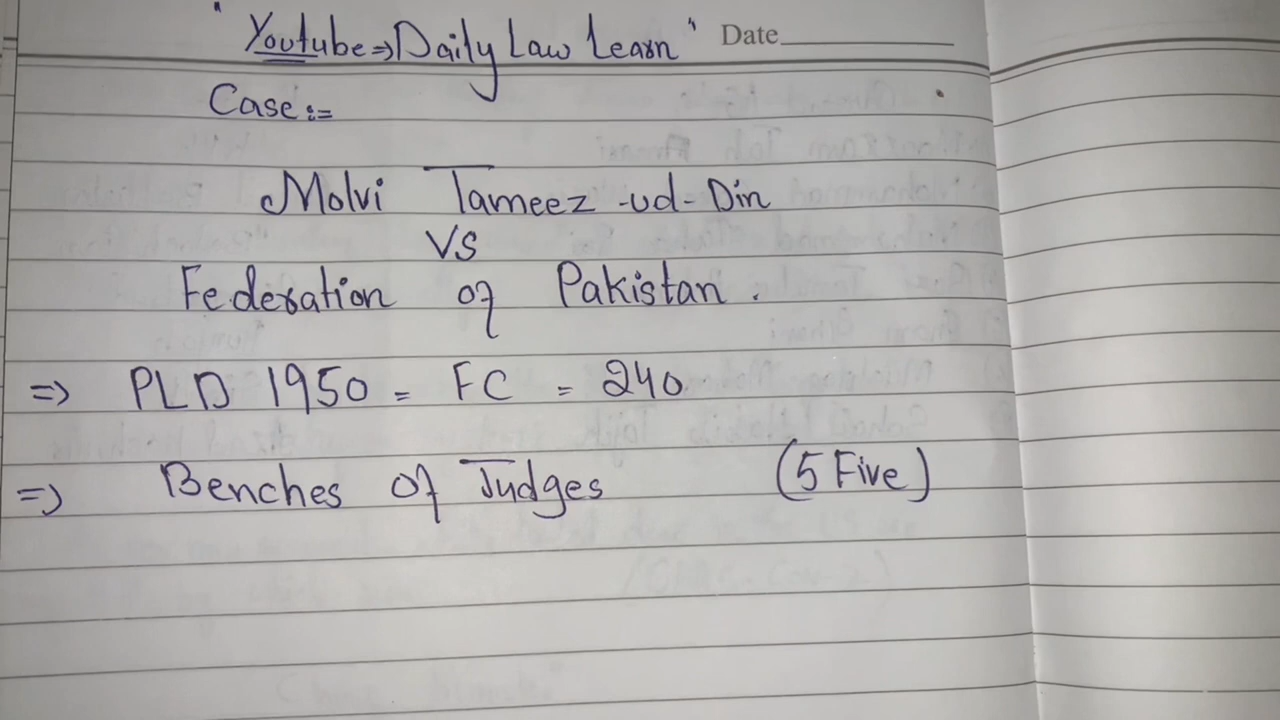 "Youtube⇒Daily Law Learn" Date
Case:=
Molvi Tameez-ud-Din
VS
Federation of Pakistan.
⇒ PLD 1950 = FC = 240
⇒ Benches of Judges (5 Five)